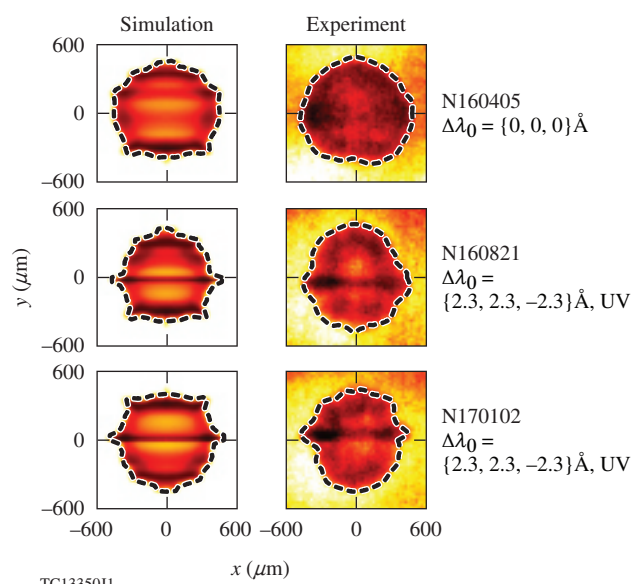 Simulation Experiment
600
0
–600
N160405
Δλ0 = {0, 0, 0}Å
600
0
–600
y (μm)
N160821
Δλ0 =
{2.3, 2.3, –2.3}Å, UV
600
0
–600
N170102
Δλ0 =
{2.3, 2.3, –2.3}Å, UV
–600 0 600 –600 0 600
x (μm)
TC13350J1